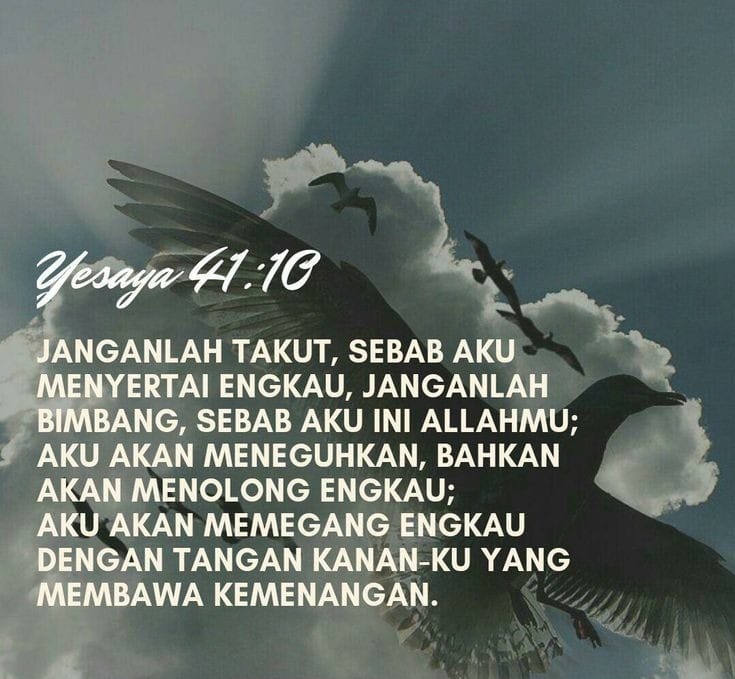 Yesaya 41:10
JANGANLAH TAKUT, SEBAB AKU
MENYERTAI ENGKAU, JANGANLAH
BIMBANG, SEBAB AKU INI ALLAHMU;
AKU AKAN MENEGUHKAN, BAHKAN
AKAN MENOLONG ENGKAU;
AKU AKAN MEMEGANG ENGKAU
DENGAN TANGAN KANAN-KU YANG
MEMBAWA KEMENANGAN.